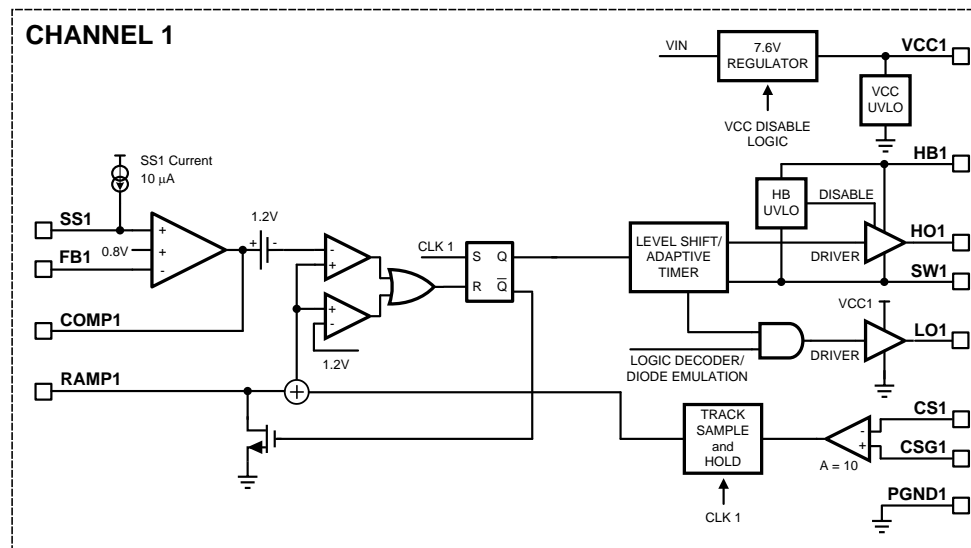 CHANNEL 1
VIN
7.6V
REGULATOR
VCC1
VCC
UVLO
VCC DISABLE
LOGIC
SS1 Current
10 μA
HB1
HB
UVLO
DISABLE
SS1
1.2V
+
-
+
0.8V
+
-
FB1
-
+
CLK 1
S
Q
R
Q̅
LEVEL SHIFT/
ADAPTIVE
TIMER
DRIVER
HO1
SW1
+
-
1.2V
COMP1
VCC1
LO1
DRIVER
LOGIC DECODER/
DIODE EMULATION
RAMP1
+
TRACK
SAMPLE
and
HOLD
-
+
A = 10
CS1
CSG1
CLK 1
PGND1